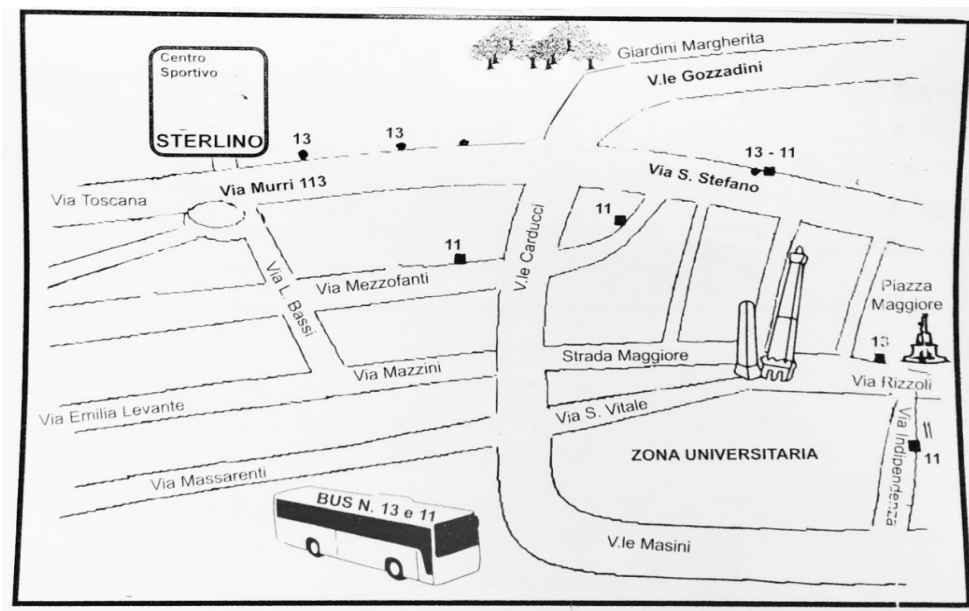 Centro
Sportivo
STERLINO
Giardini Margherita
V.le Gozzadini
13
13
13 - 11
Via Toscana
Via Murri 113
Via S. Stefano
11
11
V.le Carducci
Via L. Bassi
Via Mezzofanti
Piazza
Maggiore
13
Strada Maggiore
Via Mazzini
Via Rizzoli
Via Emilia Levante
Via S. Vitale
Via Indipendenza
11
11
ZONA UNIVERSITARIA
Via Massarenti
BUS N. 13 e 11
V.le Masini